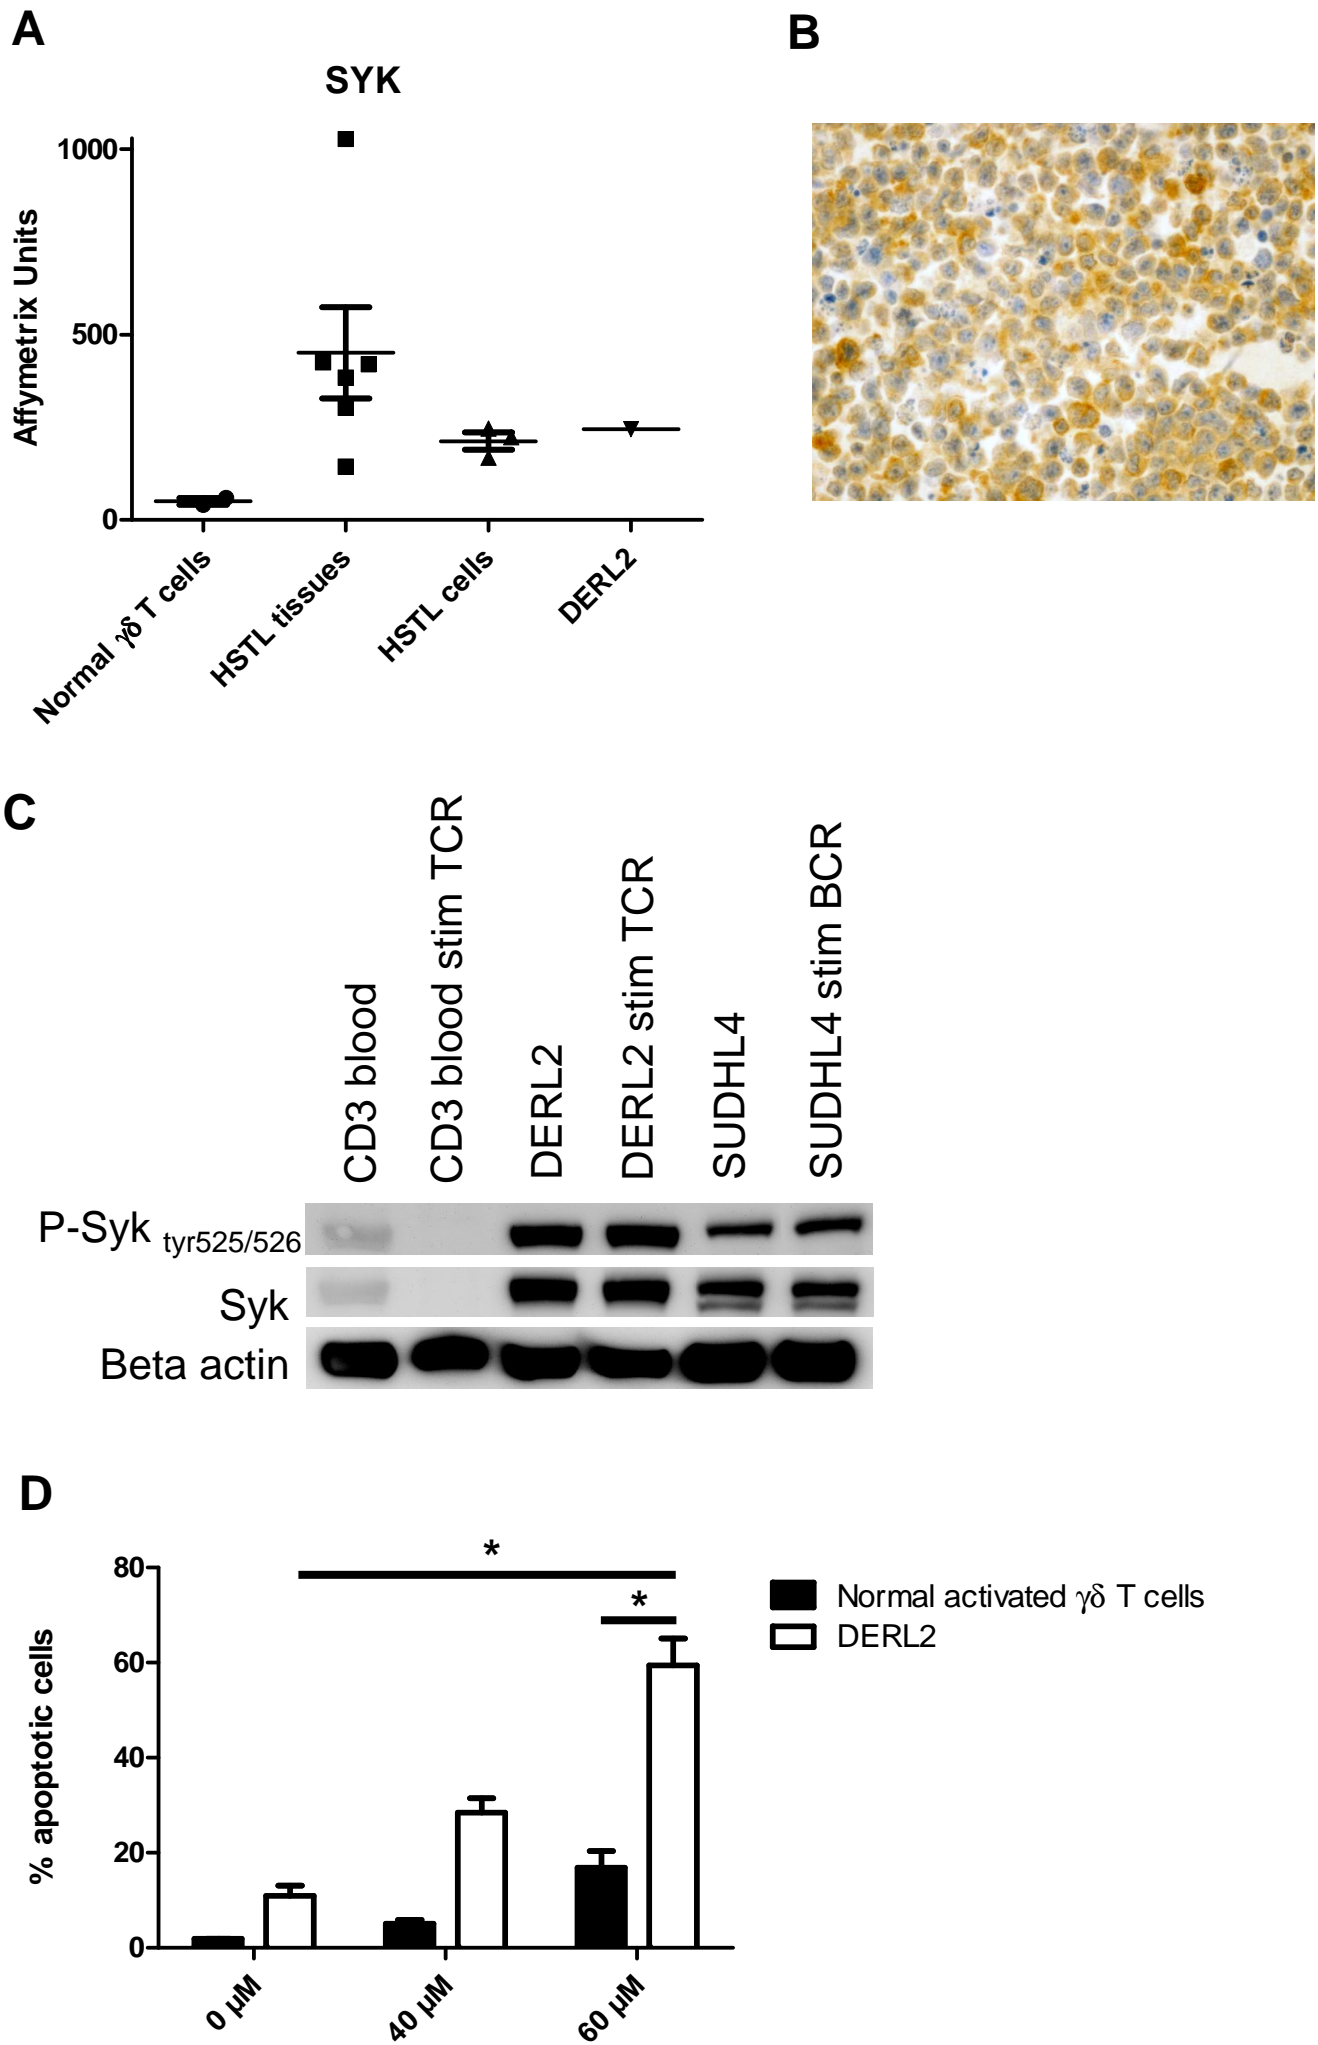 A
B
SYK
Affymetrix Units
1000
500
0
Normal γδ T cells
HSTL tissues
HSTL cells
DERL2
C
CD3 blood
CD3 blood stim TCR
DERL2
DERL2 stim TCR
SUDHL4
SUDHL4 stim BCR
P-Syk tyr525/526
Syk
Beta actin
D
% apoptotic cells
80
60
40
20
0
*
*
0 µM
40 µM
60 µM
Normal activated γδ T cells
DERL2